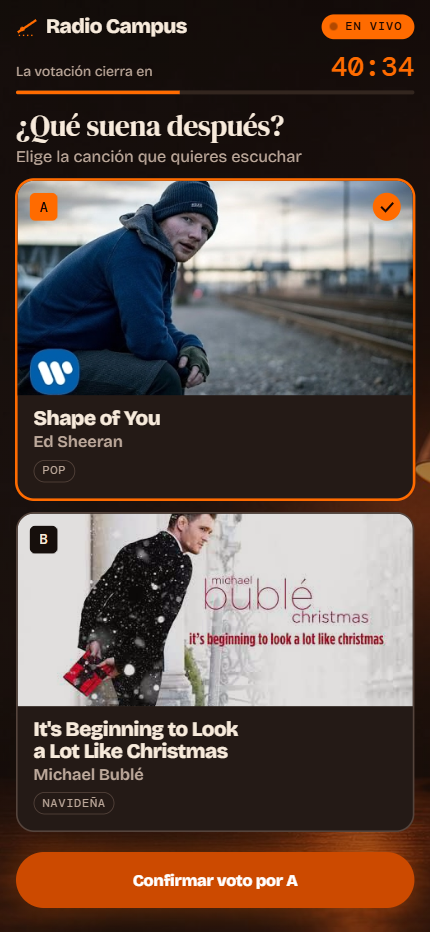 Radio Campus
EN VIVO
La votación cierra en
40:34
¿Qué suena después?
Elige la canción que quieres escuchar
A
Shape of You
Ed Sheeran
POP
B
michael
bublé
christmas
it's beginning to look a lot like christmas
It's Beginning to Look
a Lot Like Christmas
Michael Bublé
NAVIDEÑA
Confirmar voto por A